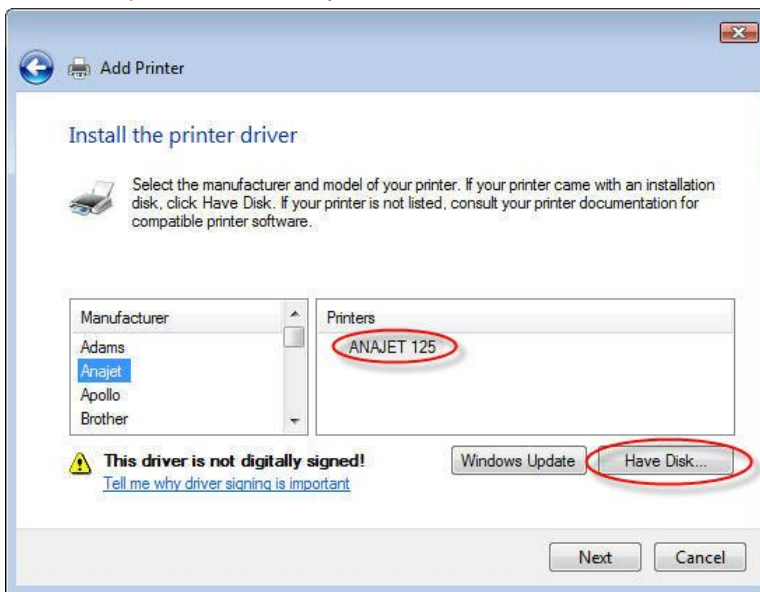 Add Printer
Install the printer driver
Select the manufacturer and model of your printer. If your printer came with an installation
disk, click Have Disk. If your printer is not listed, consult your printer documentation for
compatible printer software.
Manufacturer
Adams
Anajet
Apollo
Brother
Printers
ANAJET 125
This driver is not digitally signed!
Tell me why driver signing is important
Windows Update
Have Disk...
Next
Cancel